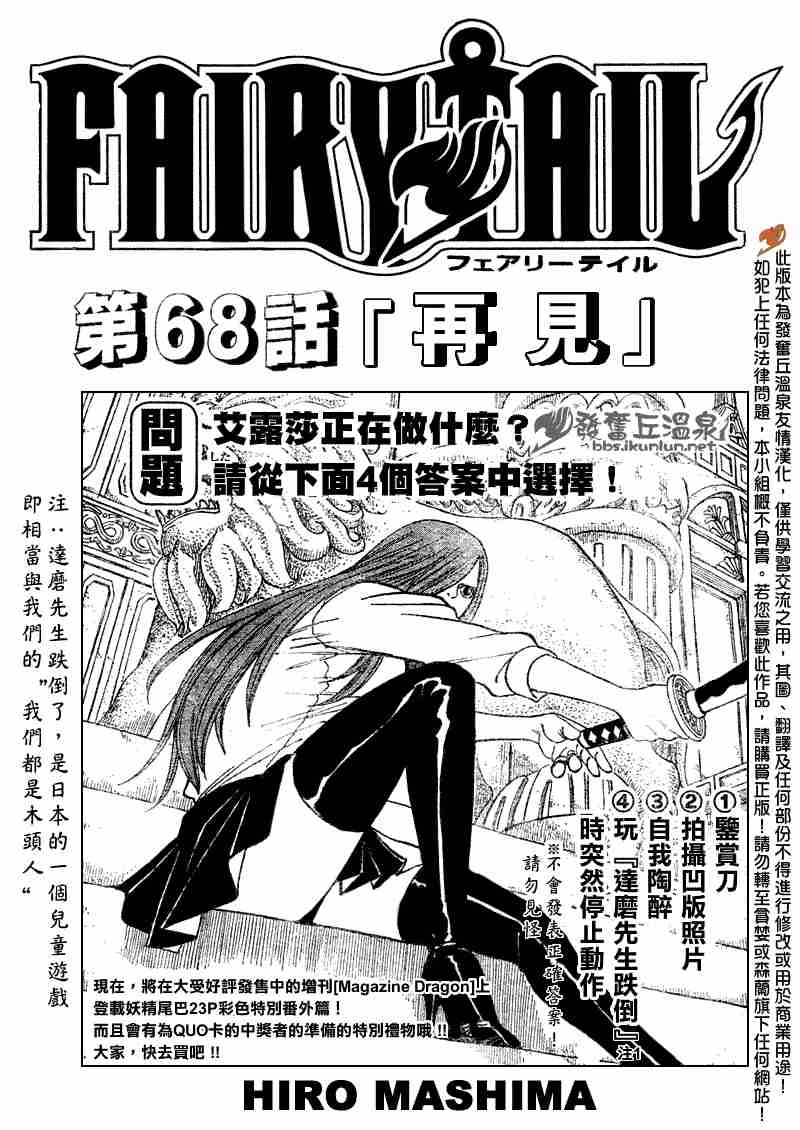 FAIRY TAIL
フェアリーテイル
第68話「再見」
問題
艾露莎正在做什麼？
請從下面4個答案中選擇！
した
發奮丘溫泉
bbs.ikunlun.net
①鑒賞刀
②拍攝凹版照片
③自我陶醉
④玩『達磨先生跌倒』注1
時突然停止動作
※不會發表正確答案！
請勿見怪
現在，將在大受好評發售中的增刊[Magazine Dragon]上
登載妖精尾巴23P彩色特別番外篇！
而且會有為QUO卡的中獎者的準備的特別禮物哦 !!
大家，快去買吧 !!
HIRO MASHIMA
此版本為發奮丘溫泉友情漢化，僅供學習交流之用，其圖、翻譯及任何部份不得進行修改或用於商業用途！
如犯上任何法律問題，本小組概不負責。若您喜歡此作品，請購買正版！請勿轉至貪婪或森蘭旗下任何網站！
注：達磨先生跌倒了，是日本的一個兒童遊戲
即相當與我們的"我們都是木頭人"